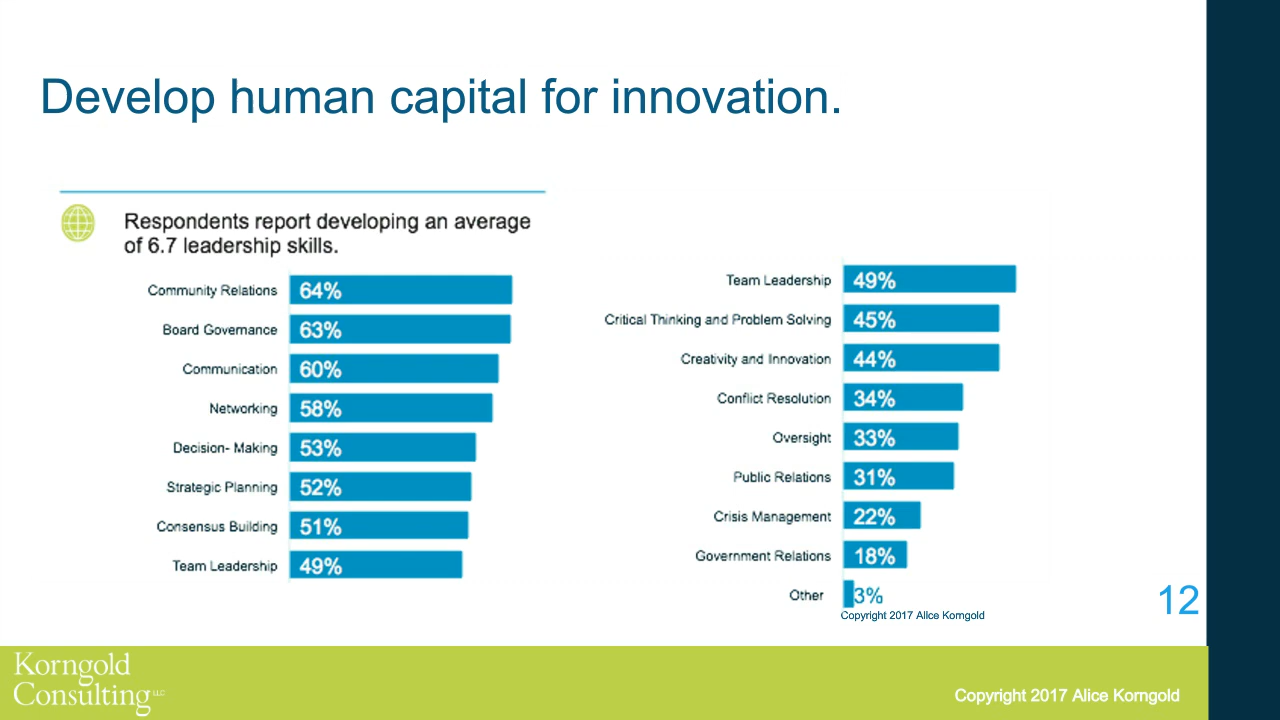 Develop human capital for innovation.
Respondents report developing an average
of 6.7 leadership skills.
Community Relations 64%
Board Governance 63%
Communication 60%
Networking 58%
Decision- Making 53%
Strategic Planning 52%
Consensus Building 51%
Team Leadership 49%
Team Leadership 49%
Critical Thinking and Problem Solving 45%
Creativity and Innovation 44%
Conflict Resolution 34%
Oversight 33%
Public Relations 31%
Crisis Management 22%
Government Relations 18%
Other 3%
Copyright 2017 Alice Korngold
12
Korngold
Consulting LLC
Copyright 2017 Alice Korngold